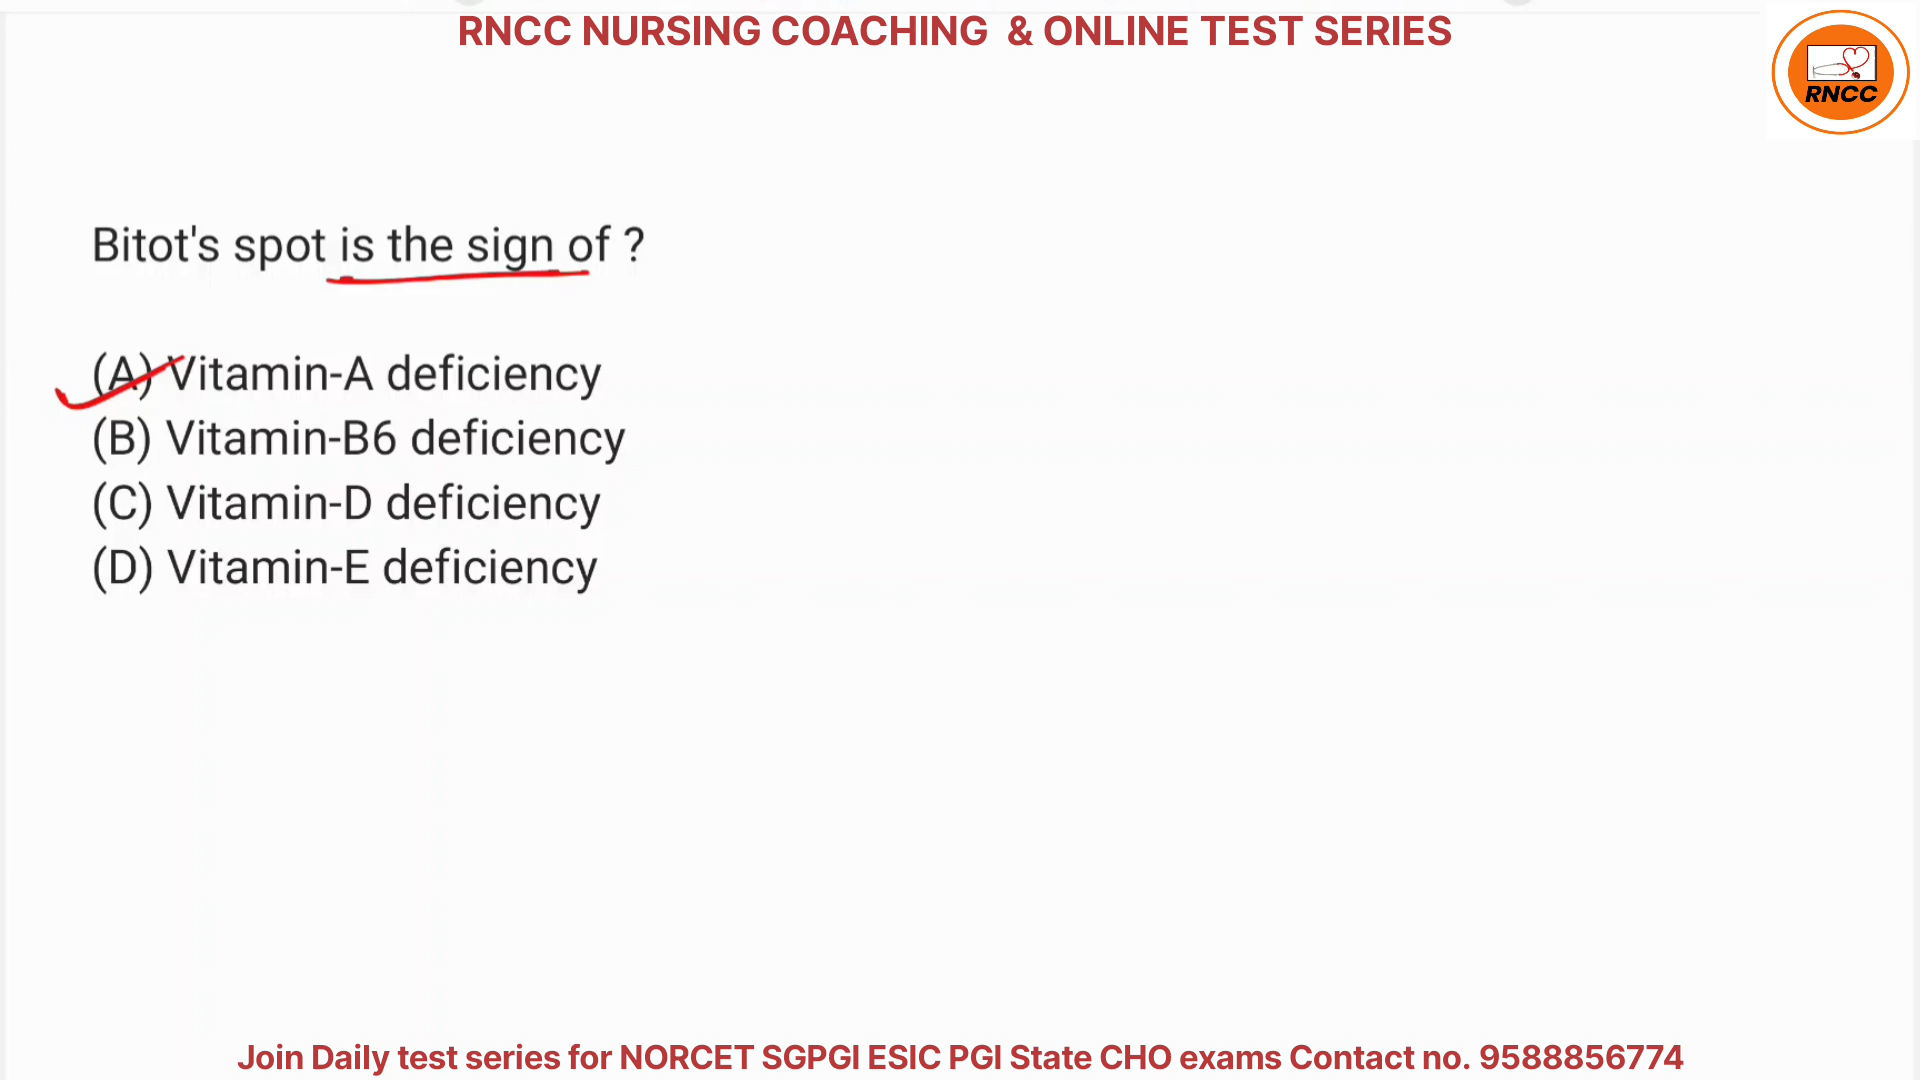 RNCC NURSING COACHING & ONLINE TEST SERIES
RNCC
Bitot's spot is the sign of ?
(A) Vitamin-A deficiency
(B) Vitamin-B6 deficiency
(C) Vitamin-D deficiency
(D) Vitamin-E deficiency
Join Daily test series for NORCET SGPGI ESIC PGI State CHO exams Contact no. 9588856774